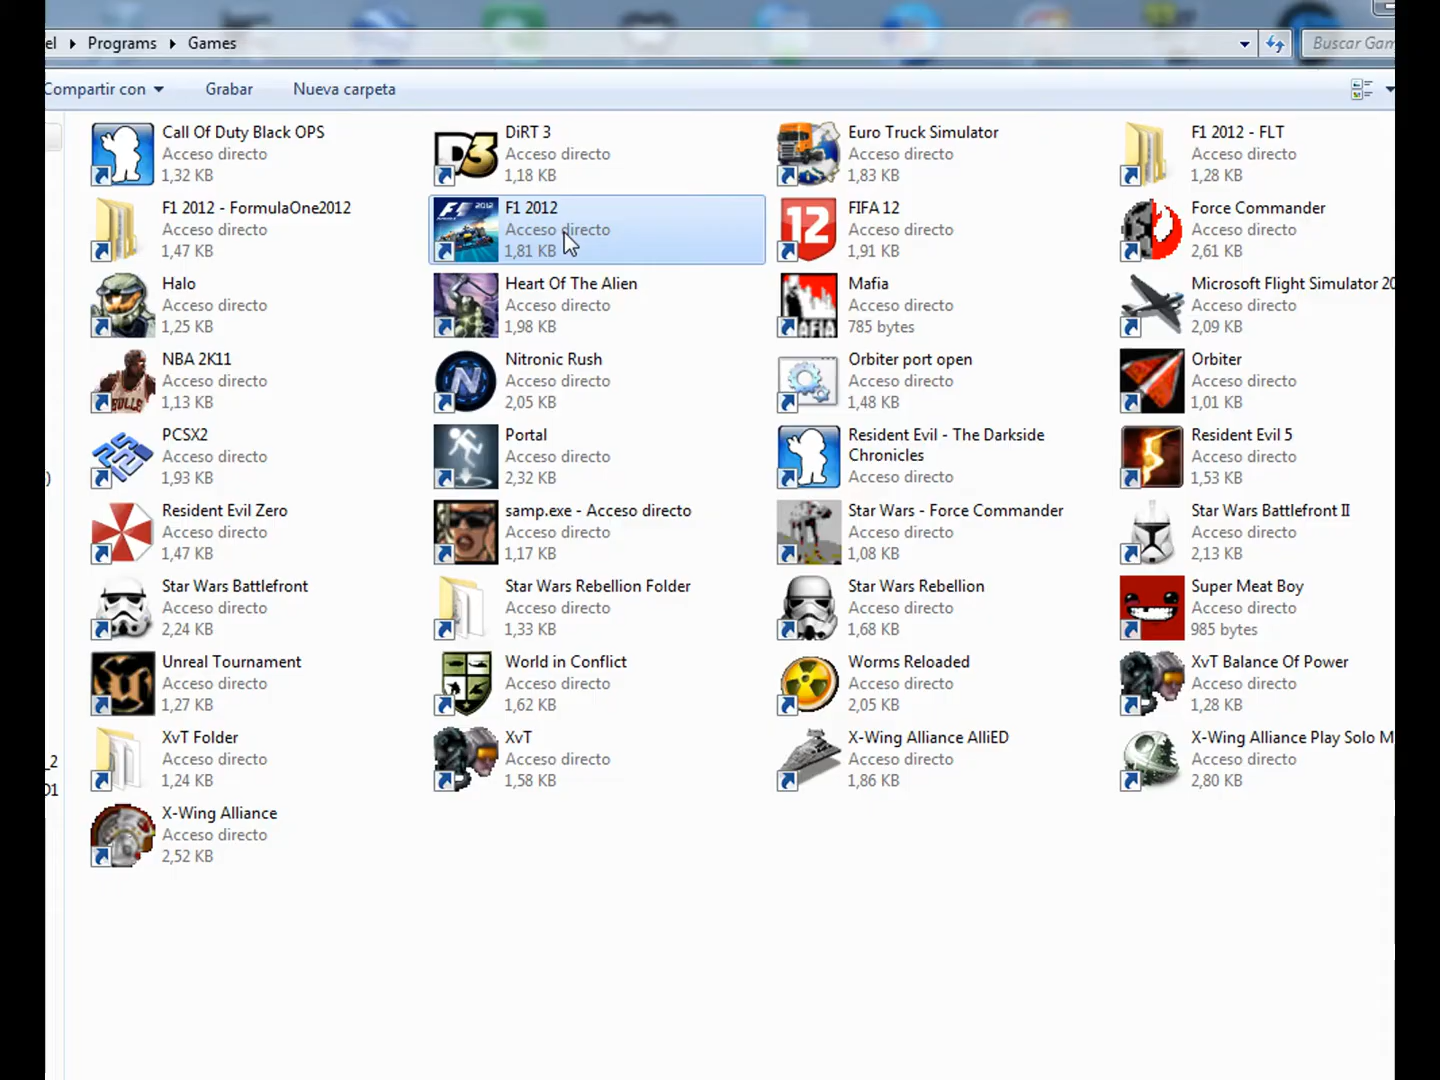 el ▸ Programs ▸ Games
Buscar Gam
Compartir con
Grabar
Nueva carpeta
Call Of Duty Black OPS
Acceso directo
1,32 KB
DiRT 3
Acceso directo
1,18 KB
Euro Truck Simulator
Acceso directo
1,83 KB
F1 2012 - FLT
Acceso directo
1,28 KB
F1 2012 - FormulaOne2012
Acceso directo
1,47 KB
F1 2012
Acceso directo
1,81 KB
FIFA 12
Acceso directo
1,91 KB
Force Commander
Acceso directo
2,61 KB
Halo
Acceso directo
1,25 KB
Heart Of The Alien
Acceso directo
1,98 KB
Mafia
Acceso directo
785 bytes
Microsoft Flight Simulator 20
Acceso directo
2,09 KB
NBA 2K11
Acceso directo
1,13 KB
Nitronic Rush
Acceso directo
2,05 KB
Orbiter port open
Acceso directo
1,48 KB
Orbiter
Acceso directo
1,01 KB
PCSX2
Acceso directo
1,93 KB
Portal
Acceso directo
2,32 KB
Resident Evil - The Darkside
Chronicles
Acceso directo
Resident Evil 5
Acceso directo
1,53 KB
)
Resident Evil Zero
Acceso directo
1,47 KB
samp.exe - Acceso directo
Acceso directo
1,17 KB
Star Wars - Force Commander
Acceso directo
1,08 KB
Star Wars Battlefront II
Acceso directo
2,13 KB
Star Wars Battlefront
Acceso directo
2,24 KB
Star Wars Rebellion Folder
Acceso directo
1,33 KB
Star Wars Rebellion
Acceso directo
1,68 KB
Super Meat Boy
Acceso directo
985 bytes
Unreal Tournament
Acceso directo
1,27 KB
World in Conflict
Acceso directo
1,62 KB
Worms Reloaded
Acceso directo
2,05 KB
XvT Balance Of Power
Acceso directo
1,28 KB
XvT Folder
Acceso directo
1,24 KB
XvT
Acceso directo
1,58 KB
X-Wing Alliance AlliED
Acceso directo
1,86 KB
X-Wing Alliance Play Solo M
Acceso directo
2,80 KB
_2
01
X-Wing Alliance
Acceso directo
2,52 KB